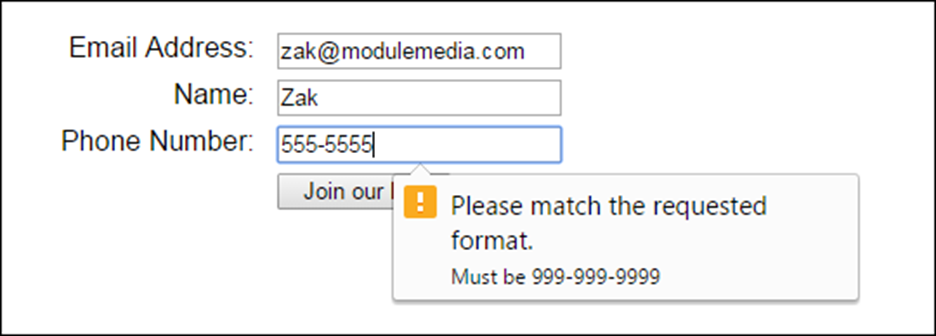 Email Address: zak@modulemedia.com
Name: Zak
Phone Number: 555-5555
Join our
Please match the requested
format.
Must be 999-999-9999